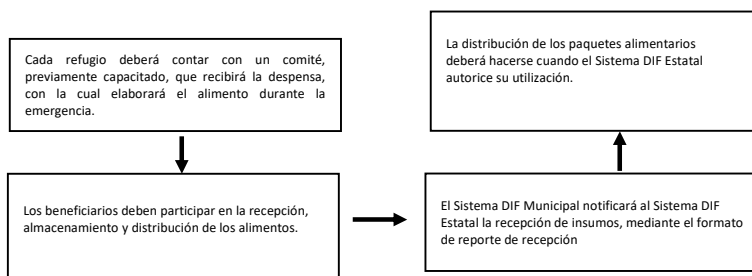 Cada refugio deberá contar con un comité,
previamente capacitado, que recibirá la despensa,
con la cual elaborará el alimento durante la
emergencia.
Los beneficiarios deben participar en la recepción,
almacenamiento y distribución de los alimentos.
El Sistema DIF Municipal notificará al Sistema DIF
Estatal la recepción de insumos, mediante el formato
de reporte de recepción
La distribución de los paquetes alimentarios
deberá hacerse cuando el Sistema DIF Estatal
autorice su utilización.